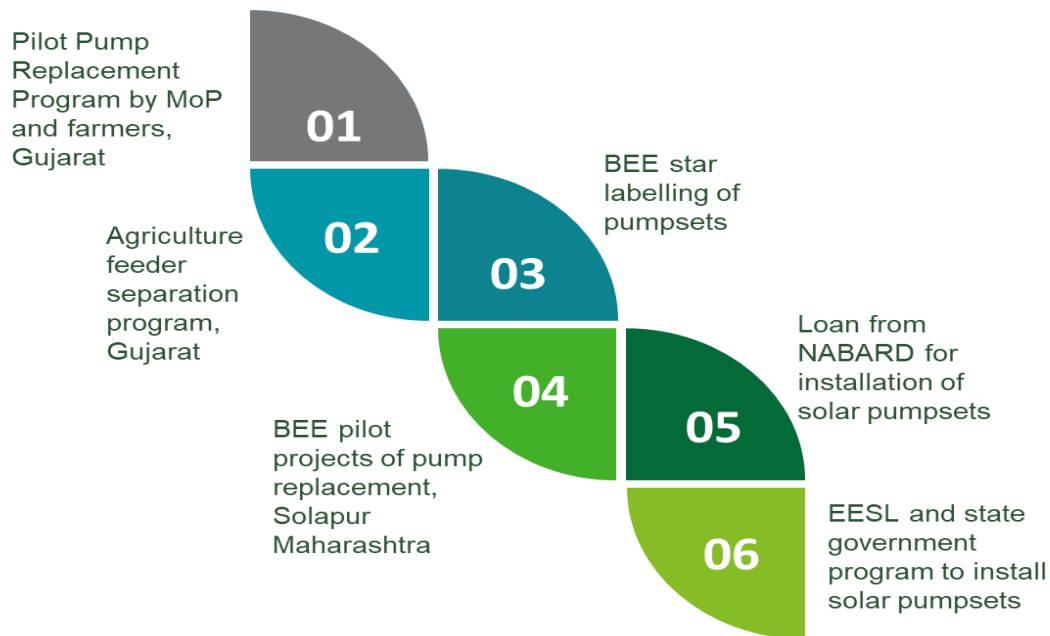 Pilot Pump
Replacement
Program by MoP
and farmers,
Gujarat
01
Agriculture
feeder
separation
program,
Gujarat
02
BEE star
labelling of
pumpsets
03
BEE pilot
projects of pump
replacement,
Solapur
Maharashtra
04
Loan from
NABARD for
installation of
solar pumpsets
05
EESL and state
government
program to install
solar pumpsets
06